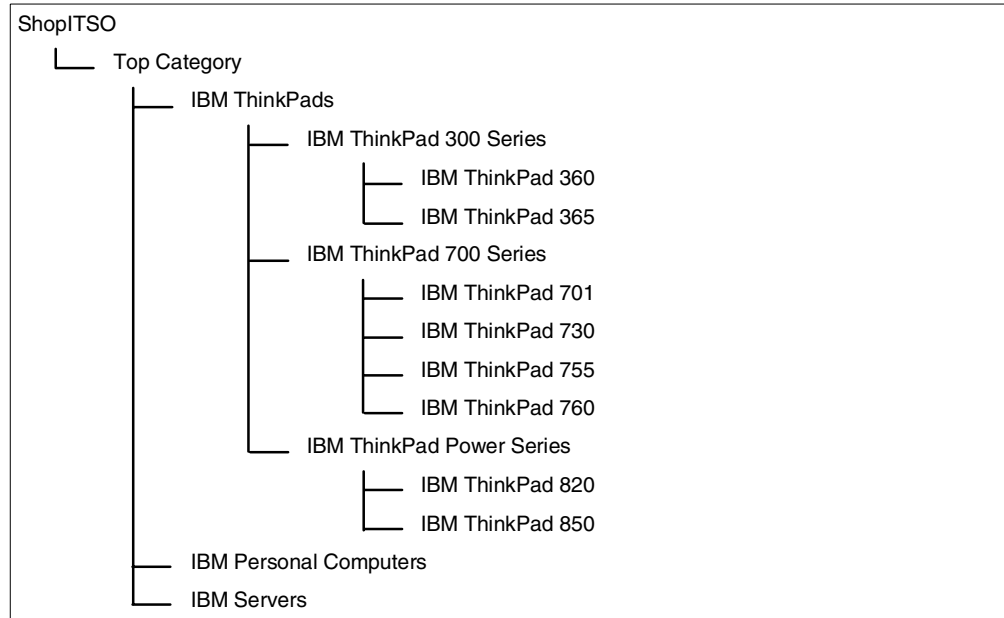 ShopITSO
Top Category
IBM ThinkPads
IBM ThinkPad 300 Series
IBM ThinkPad 360
IBM ThinkPad 365
IBM ThinkPad 700 Series
IBM ThinkPad 701
IBM ThinkPad 730
IBM ThinkPad 755
IBM ThinkPad 760
IBM ThinkPad Power Series
IBM ThinkPad 820
IBM ThinkPad 850
IBM Personal Computers
IBM Servers